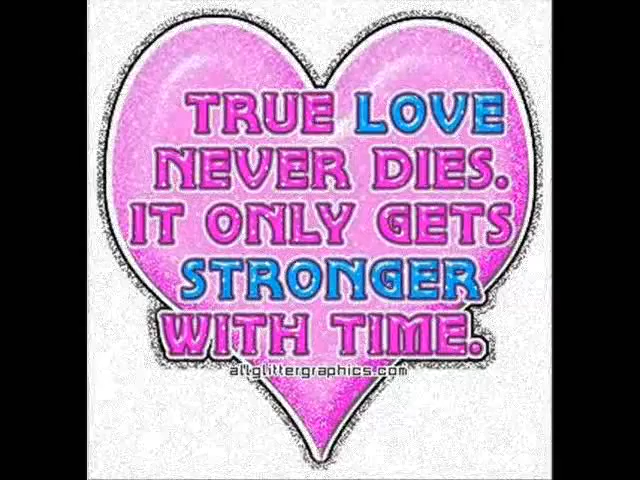 TRUE LOVE
NEVER DIES.
IT ONLY GETS
STRONGER
WITH TIME.
allglittergraphics.com